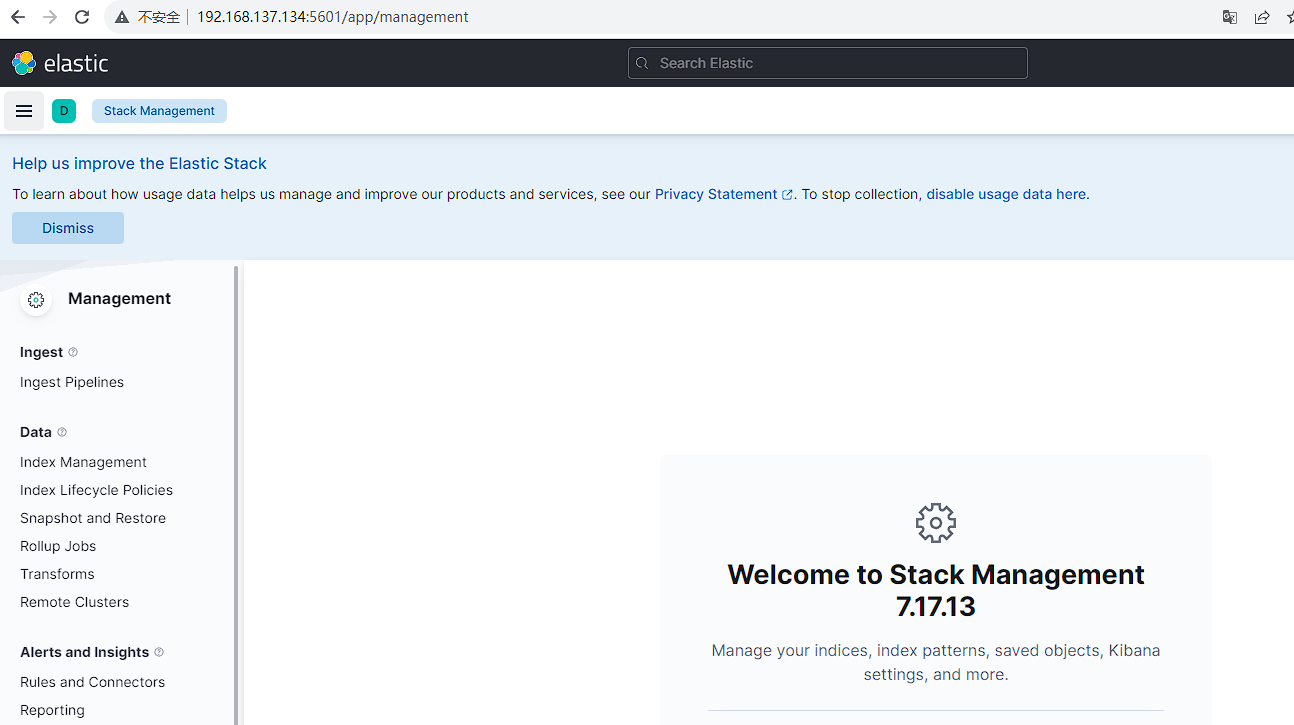 不安全 192.168.137.134:5601/app/management
elastic
Search Elastic
D
Stack Management
Help us improve the Elastic Stack
To learn about how usage data helps us manage and improve our products and services, see our Privacy Statement. To stop collection, disable usage data here.
Dismiss
Management
Ingest
Ingest Pipelines
Data
Index Management
Index Lifecycle Policies
Snapshot and Restore
Rollup Jobs
Transforms
Remote Clusters
Alerts and Insights
Rules and Connectors
Reporting
Welcome to Stack Management
7.17.13
Manage your indices, index patterns, saved objects, Kibana
settings, and more.